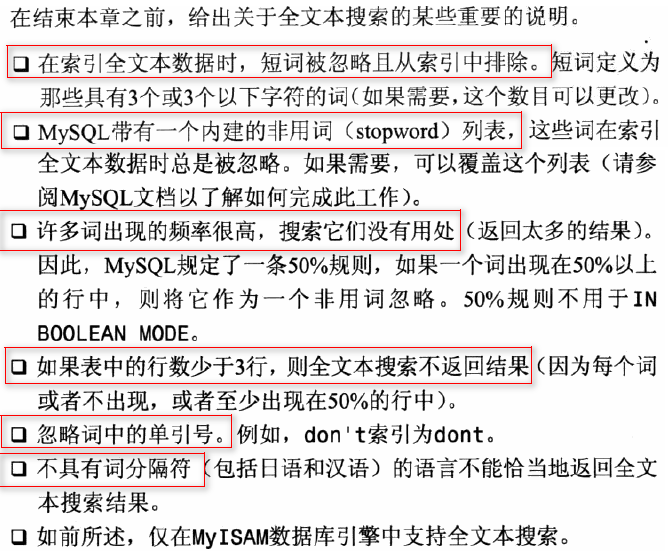 在结束本章之前，给出关于全文本搜索的某些重要的说明。
❑ 在索引全文本数据时，短词被忽略且从索引中排除。短词定义为
那些具有3个或3个以下字符的词（如果需要，这个数目可以更改）。
❑ MySQL带有一个内建的非用词（stopword）列表，这些词在索引
全文本数据时总是被忽略。如果需要，可以覆盖这个列表（请参
阅MySQL文档以了解如何完成此工作）。
❑ 许多词出现的频率很高，搜索它们没有用处（返回太多的结果）。
因此，MySQL规定了一条50%规则，如果一个词出现在50%以上
的行中，则将它作为一个非用词忽略。50%规则不用于IN
BOOLEAN MODE。
❑ 如果表中的行数少于3行，则全文本搜索不返回结果（因为每个词
或者不出现，或者至少出现在50%的行中）。
❑ 忽略词中的单引号。例如，don't索引为dont。
❑ 不具有词分隔符（包括日语和汉语）的语言不能恰当地返回全文
本搜索结果。
❑ 如前所述，仅在MyISAM数据库引擎中支持全文本搜索。